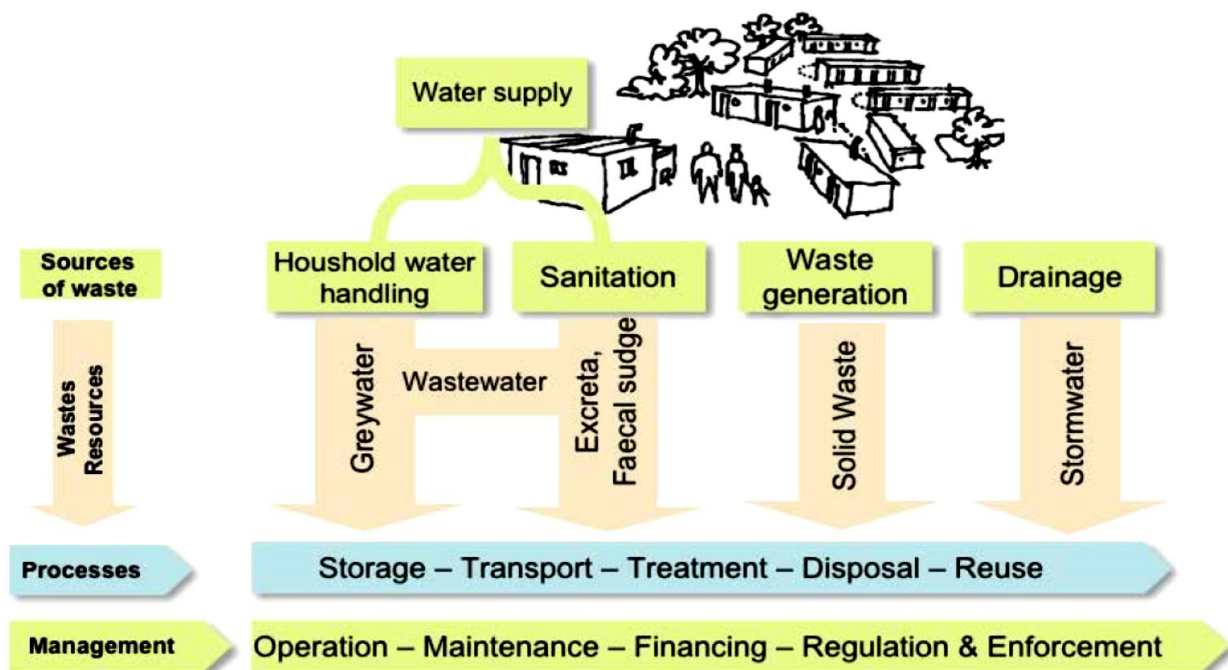 Water supply
Sources
of waste
Houshold water
handling
Sanitation
Waste
generation
Drainage
Wastes
Resources
Greywater
Wastewater
Excreta,
Faecal sudge
Solid Waste
Stormwater
Processes
Storage – Transport – Treatment – Disposal – Reuse
Management
Operation – Maintenance – Financing – Regulation & Enforcement